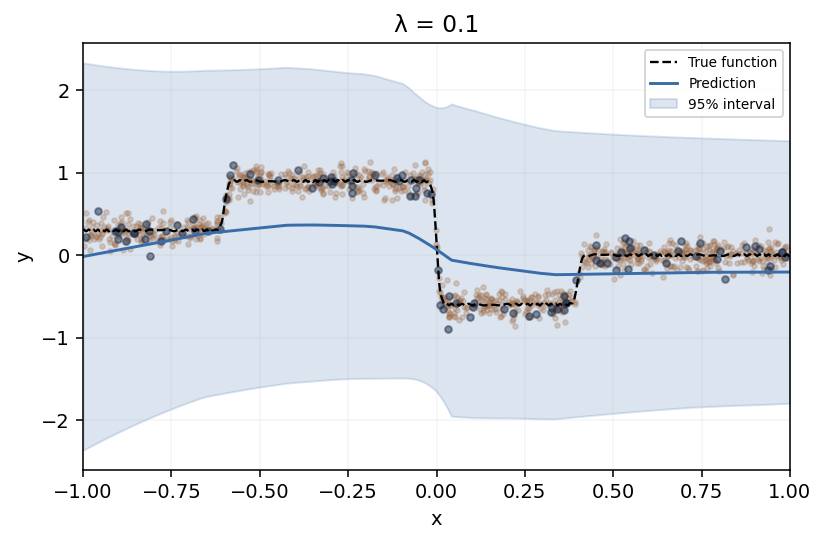 λ = 0.1
True function
Prediction
95% interval
y
2
1
0
−1
−2
−1.00 −0.75 −0.50 −0.25 0.00 0.25 0.50 0.75 1.00
x